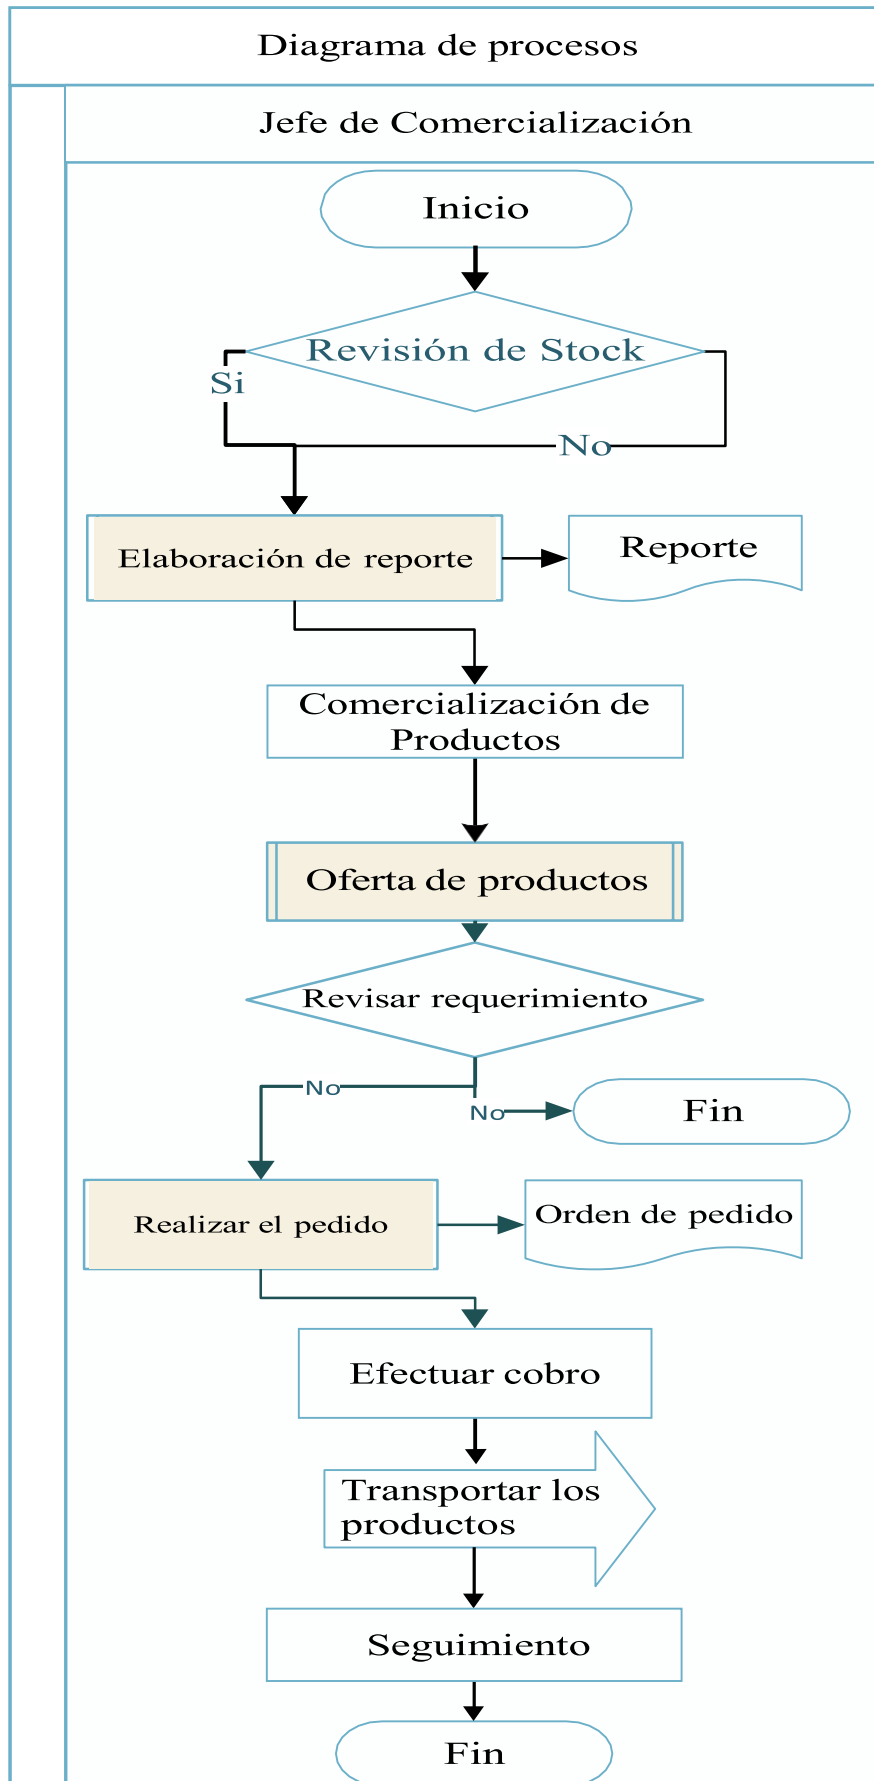 Diagrama de procesos
Jefe de Comercialización
Inicio
Revisión de Stock
Si
No
Elaboración de reporte
Reporte
Comercialización de
Productos
Oferta de productos
Revisar requerimiento
No
No
Fin
Realizar el pedido
Orden de pedido
Efectuar cobro
Transportar los
productos
Seguimiento
Fin